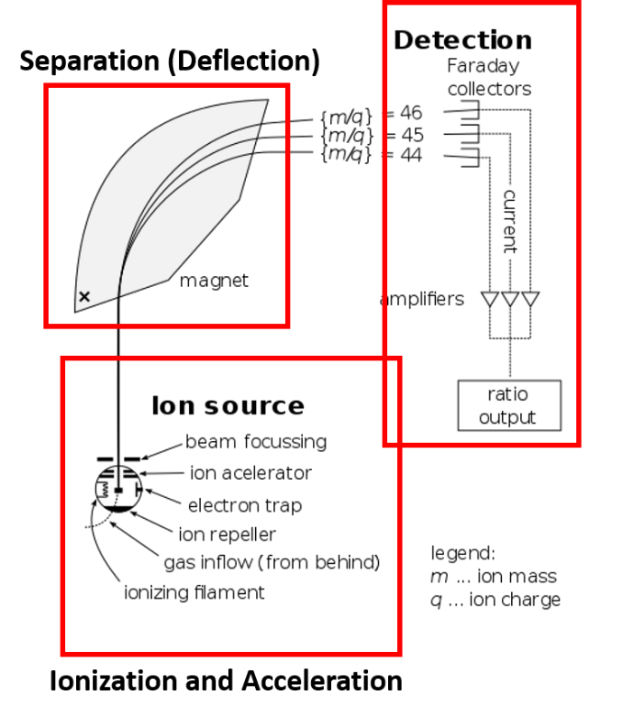 Separation (Deflection)
Detection
Faraday
collectors
{m/q} = 46
{m/q} = 45
{m/q} = 44
current
magnet
×
amplifiers
ratio
output
Ion source
beam focussing
ion acelerator
electron trap
ion repeller
gas inflow (from behind)
ionizing filament
legend:
m ... ion mass
q ... ion charge
Ionization and Acceleration